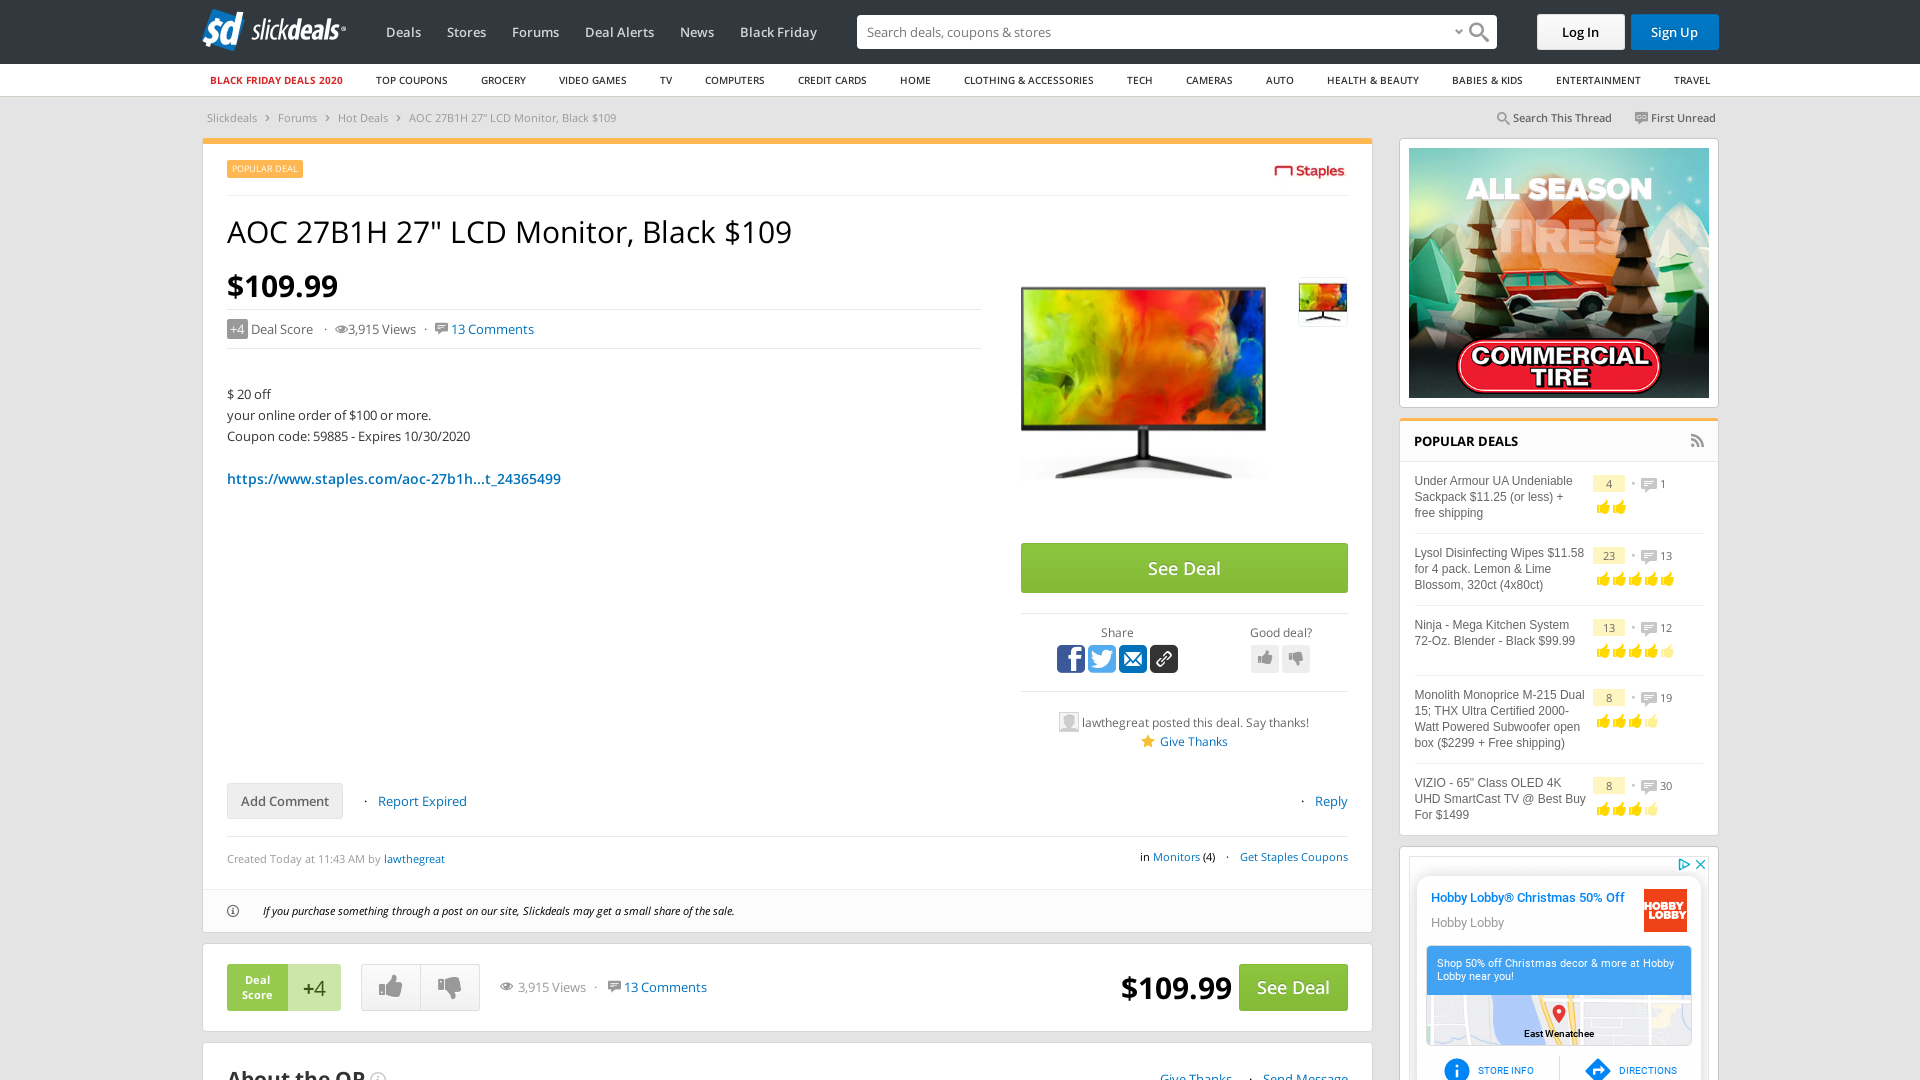 sd slickdeals
Deals
Stores
Forums
Deal Alerts
News
Black Friday
Search deals, coupons & stores
Log In
Sign Up
BLACK FRIDAY DEALS 2020
TOP COUPONS
GROCERY
VIDEO GAMES
TV
COMPUTERS
CREDIT CARDS
HOME
CLOTHING & ACCESSORIES
TECH
CAMERAS
AUTO
HEALTH & BEAUTY
BABIES & KIDS
ENTERTAINMENT
TRAVEL
Slickdeals › Forums › Hot Deals › AOC 27B1H 27" LCD Monitor, Black $109
Search This Thread
First Unread
POPULAR DEAL
Staples
AOC 27B1H 27" LCD Monitor, Black $109
$109.99
+4 Deal Score · 3,915 Views · 13 Comments
$ 20 off
your online order of $100 or more.
Coupon code: 59885 - Expires 10/30/2020
https://www.staples.com/aoc-27b1h...t_24365499
See Deal
Share
Good deal?
lawthegreat posted this deal. Say thanks!
Give Thanks
Add Comment · Report Expired
· Reply
Created Today at 11:43 AM by lawthegreat
in Monitors (4) · Get Staples Coupons
If you purchase something through a post on our site, Slickdeals may get a small share of the sale.
Deal
Score
+4
3,915 Views · 13 Comments
$109.99
See Deal
About the OP
Give Thanks · Send Message
ALL SEASON
TIRES
COMMERCIAL
TIRE
POPULAR DEALS
Under Armour UA Undeniable
Sackpack $11.25 (or less) +
free shipping
4 • 1
Lysol Disinfecting Wipes $11.58
for 4 pack. Lemon & Lime
Blossom, 320ct (4x80ct)
23 • 13
Ninja - Mega Kitchen System
72-Oz. Blender - Black $99.99
13 • 12
Monolith Monoprice M-215 Dual
15; THX Ultra Certified 2000-
Watt Powered Subwoofer open
box ($2299 + Free shipping)
8 • 19
VIZIO - 65" Class OLED 4K
UHD SmartCast TV @ Best Buy
For $1499
8 • 30
Hobby Lobby® Christmas 50% Off
Hobby Lobby
HOBBY
LOBBY
Shop 50% off Christmas decor & more at Hobby
Lobby near you!
East Wenatchee
STORE INFO
DIRECTIONS